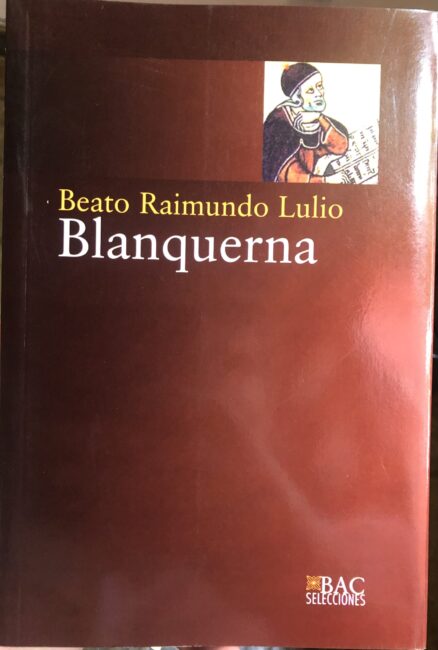 Beato Raimundo Lulio
Blanquerna
BAC
SELECCIONES